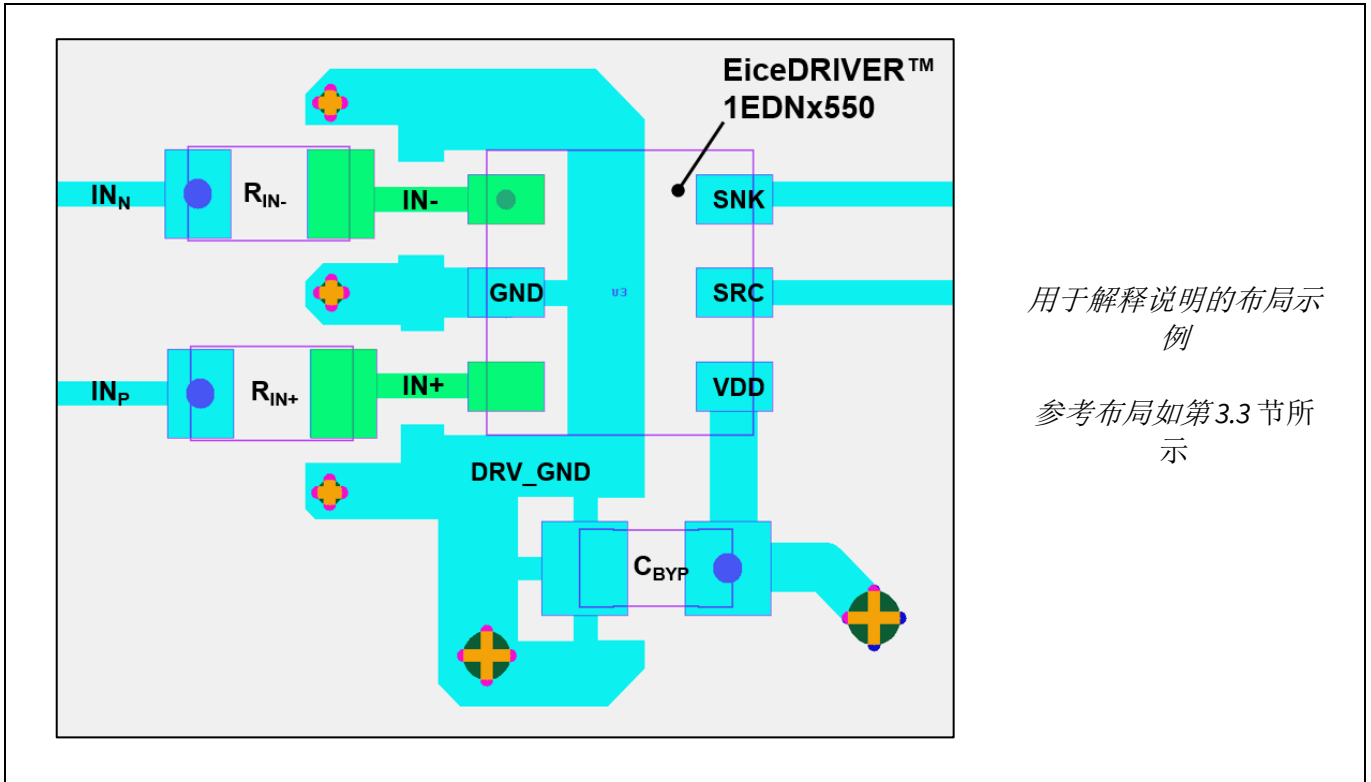 EiceDRIVER™
1EDNx550
IN_N
R_IN-
IN-
SNK
GND
U3
SRC
IN_P
R_IN+
IN+
VDD
DRV_GND
C_BYP
用于解释说明的布局示
例
参考布局如第3.3节所
示